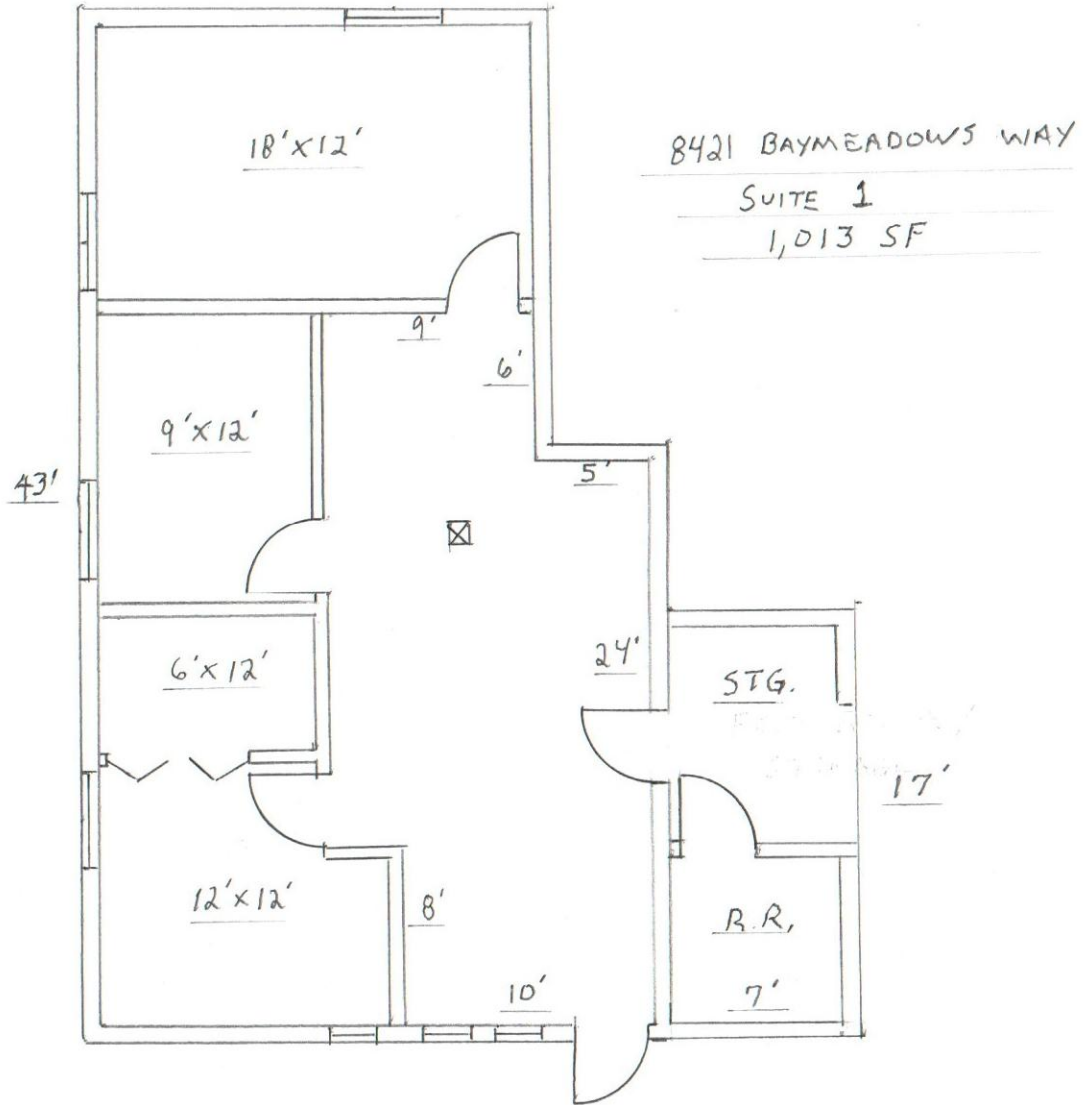 18'X12'
8421 BAYMEADOWS WAY
SUITE 1
1,013 SF
9'
6'
9'X12'
43'
5'
6'X12'
24'
STG.
17'
12'X12'
8'
R.R,
10'
7'